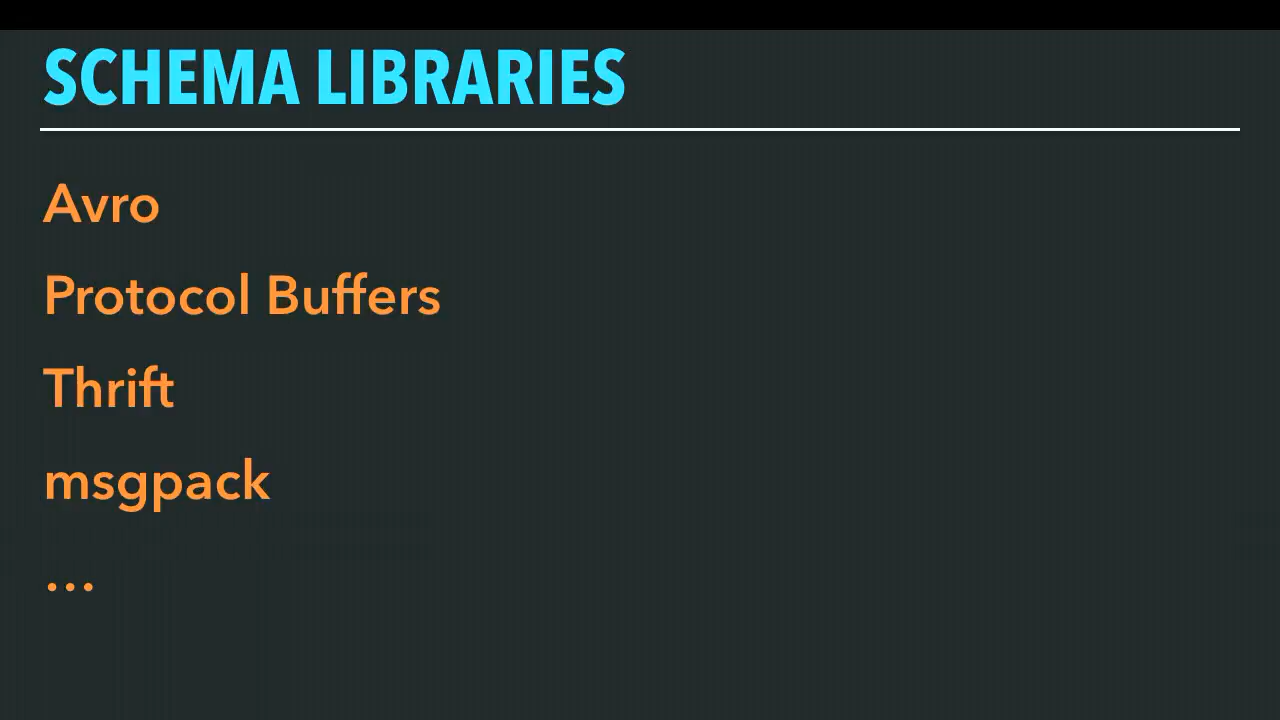 SCHEMA LIBRARIES
Avro
Protocol Buffers
Thrift
msgpack
...